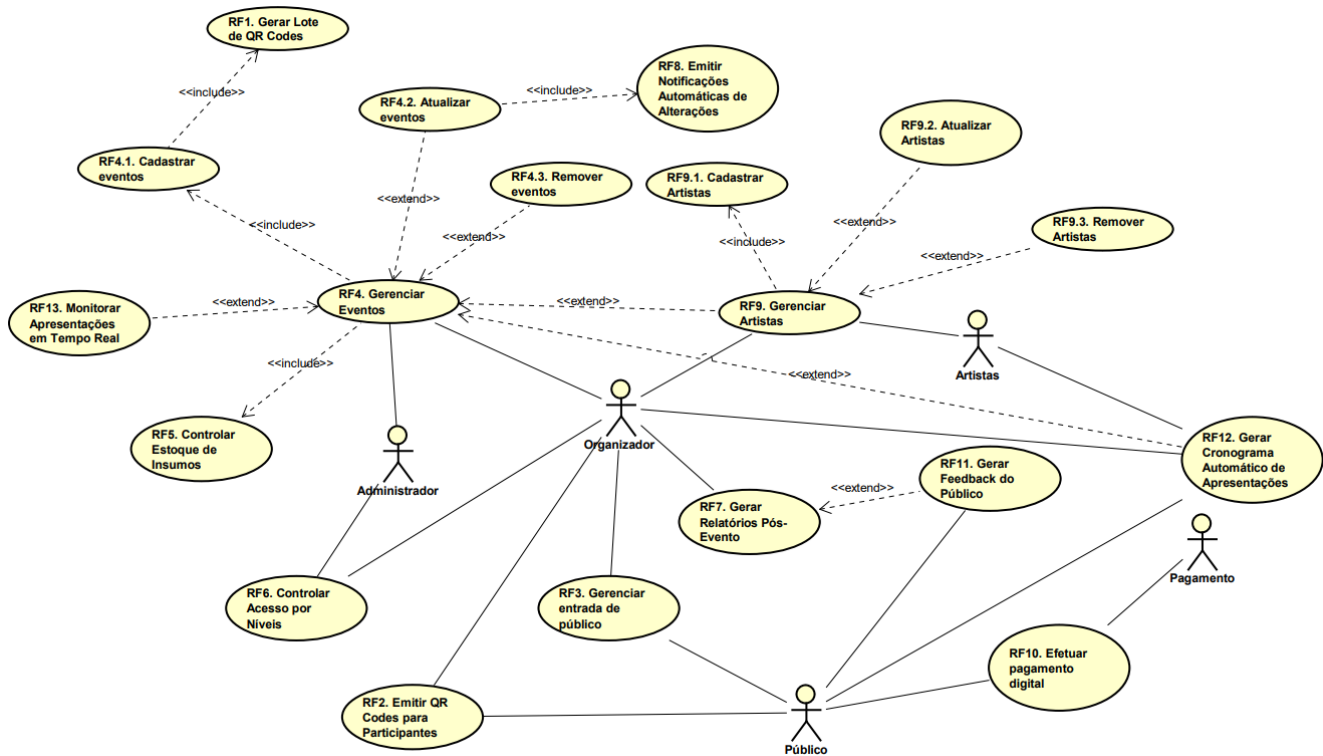 RF1. Gerar Lote
de QR Codes
<<include>>
RF4.2. Atualizar
eventos
<<include>>
RF8. Emitir
Notificações
Automáticas de
Alterações
RF9.2. Atualizar
Artistas
RF4.1. Cadastrar
eventos
RF4.3. Remover
eventos
RF9.1. Cadastrar
Artistas
<<extend>>
<<include>>
<<extend>>
<<include>>
<<extend>>
RF9.3. Remover
Artistas
<<extend>>
RF13. Monitorar
Apresentações
em Tempo Real
<<extend>>
RF4. Gerenciar
Eventos
<<extend>>
RF9. Gerenciar
Artistas
<<include>>
<<extend>>
Artistas
RF5. Controlar
Estoque de
Insumos
Administrador
Organizador
RF12. Gerar
Cronograma
Automático de
Apresentações
RF11. Gerar
Feedback do
Público
<<extend>>
RF7. Gerar
Relatórios Pós-
Evento
Pagamento
RF6. Controlar
Acesso por
Níveis
RF3. Gerenciar
entrada de
público
RF10. Efetuar
pagamento
digital
RF2. Emitir QR
Codes para
Participantes
Público